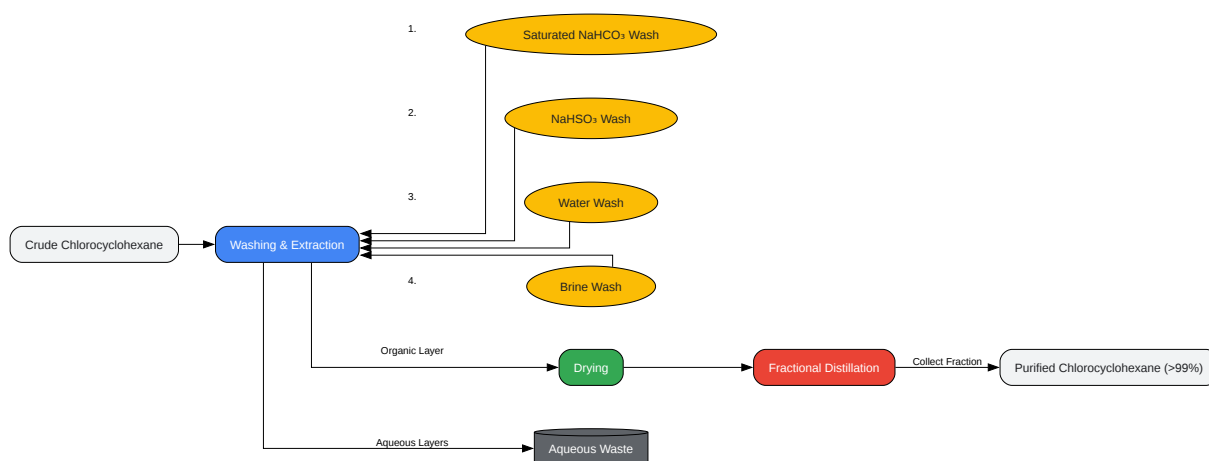 1.
Saturated NaHCO₃ Wash
2.
NaHSO₃ Wash
3.
Water Wash
Crude Chlorocyclohexane
Washing & Extraction
4.
Brine Wash
Organic Layer
Drying
Fractional Distillation
Collect Fraction
Purified Chlorocyclohexane (>99%)
Aqueous Layers
Aqueous Waste